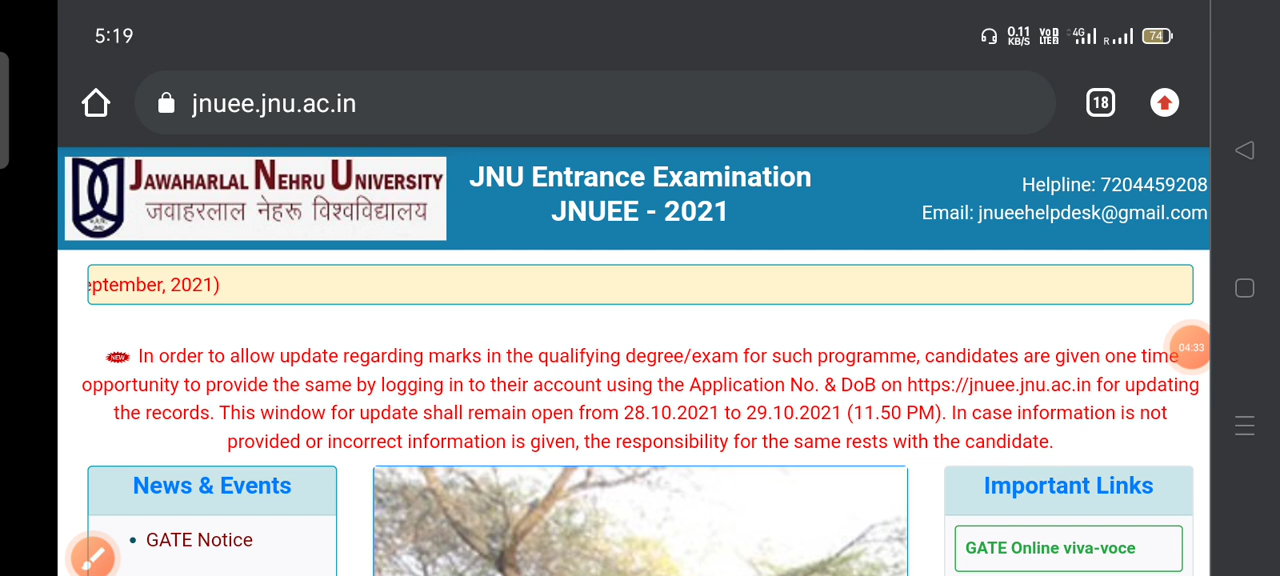 5:19
0.11 KB/S
Vo LTE 2
4G
R
74
jnuee.jnu.ac.in
18
JAWAHARLAL NEHRU UNIVERSITY
जवाहरलाल नेहरू विश्वविद्यालय
JNU Entrance Examination
JNUEE - 2021
Helpline: 7204459208
Email: jnueehelpdesk@gmail.com
eptember, 2021)
NEW In order to allow update regarding marks in the qualifying degree/exam for such programme, candidates are given one time
04:33
opportunity to provide the same by logging in to their account using the Application No. & DoB on https://jnuee.jnu.ac.in for updating
the records. This window for update shall remain open from 28.10.2021 to 29.10.2021 (11.50 PM). In case information is not
provided or incorrect information is given, the responsibility for the same rests with the candidate.
News & Events
• GATE Notice
Important Links
GATE Online viva-voce